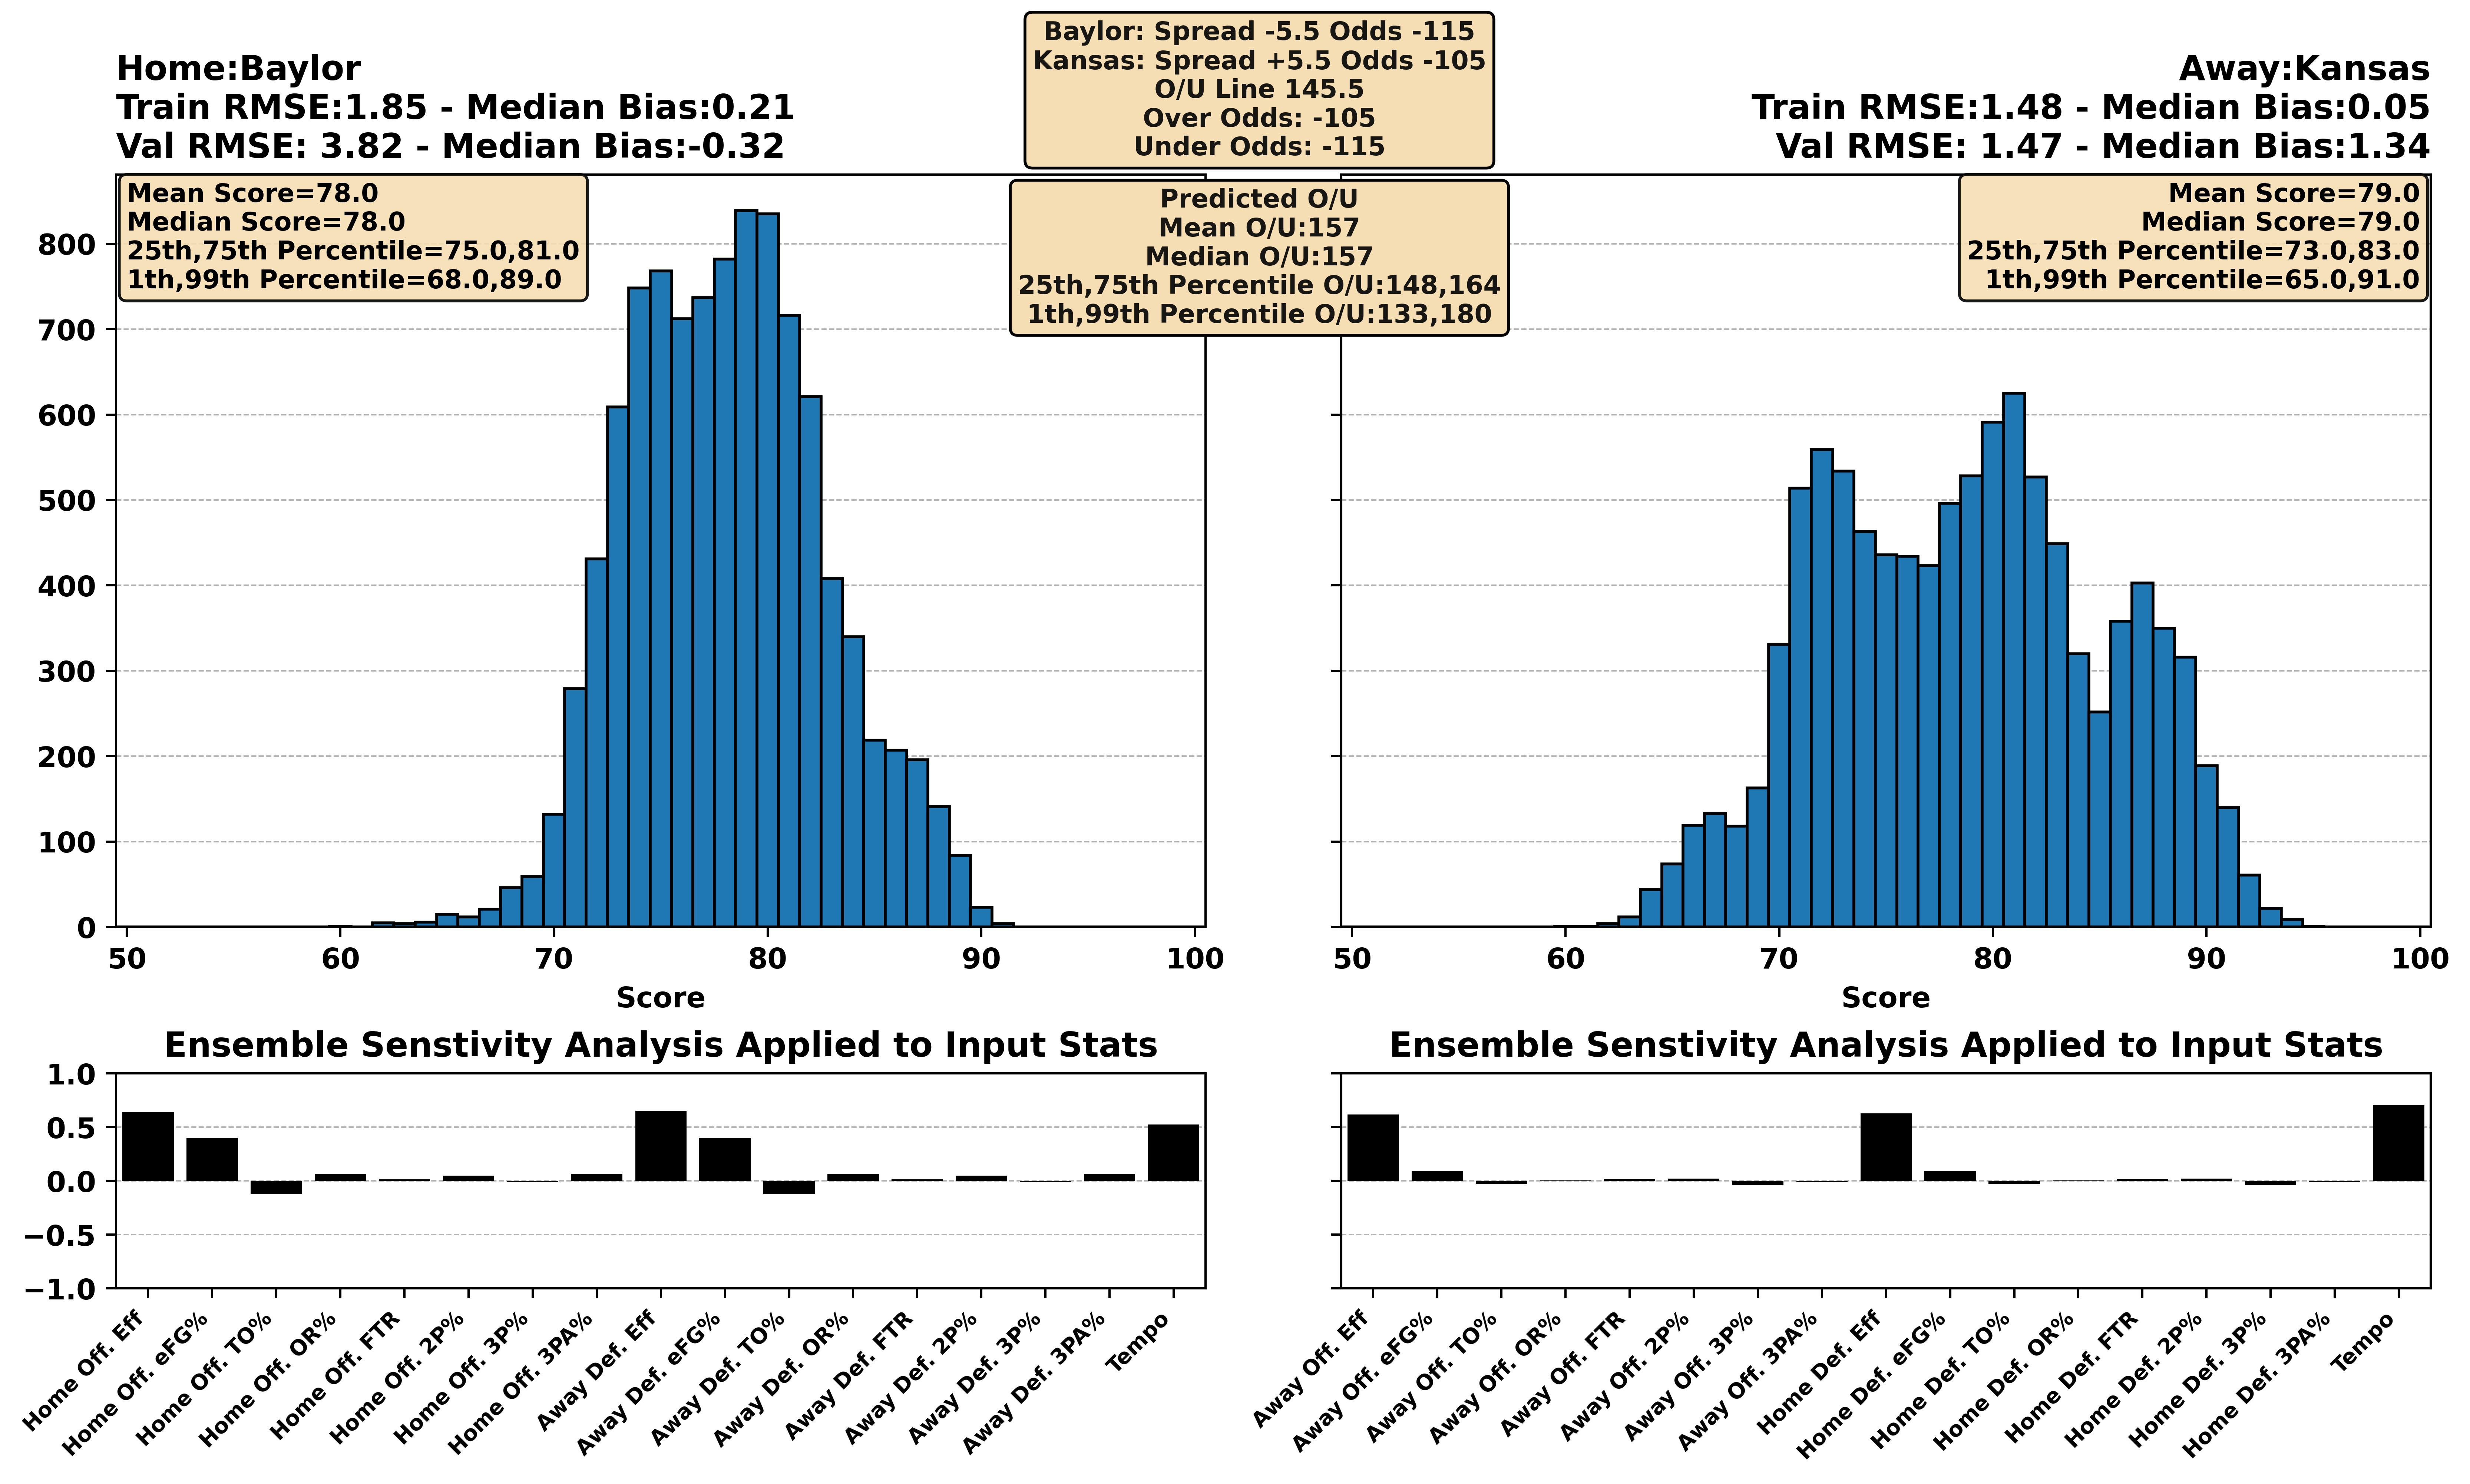 Baylor: Spread -5.5 Odds -115
Kansas: Spread +5.5 Odds -105
O/U Line 145.5
Over Odds: -105
Under Odds: -115
Home:Baylor
Train RMSE:1.85 - Median Bias:0.21
Val RMSE: 3.82 - Median Bias:-0.32
Away:Kansas
Train RMSE:1.48 - Median Bias:0.05
Val RMSE: 1.47 - Median Bias:1.34
Mean Score=78.0
Median Score=78.0
25th,75th Percentile=75.0,81.0
1th,99th Percentile=68.0,89.0
Predicted O/U
Mean O/U:157
Median O/U:157
25th,75th Percentile O/U:148,164
1th,99th Percentile O/U:133,180
Mean Score=79.0
Median Score=79.0
25th,75th Percentile=73.0,83.0
1th,99th Percentile=65.0,91.0
800
700
600
500
400
300
200
100
0
50 60 70 80 90 100
Score
50 60 70 80 90 100
Score
Ensemble Senstivity Analysis Applied to Input Stats
1.0
0.5
0.0
−0.5
−1.0
Home Off. Eff
Home Off. eFG%
Home Off. TO%
Home Off. OR%
Home Off. FTR
Home Off. 2P%
Home Off. 3P%
Home Off. 3PA%
Away Def. Eff
Away Def. eFG%
Away Def. TO%
Away Def. OR%
Away Def. FTR
Away Def. 2P%
Away Def. 3P%
Away Def. 3PA%
Tempo
Ensemble Senstivity Analysis Applied to Input Stats
Away Off. Eff
Away Off. eFG%
Away Off. TO%
Away Off. OR%
Away Off. FTR
Away Off. 2P%
Away Off. 3P%
Away Off. 3PA%
Home Def. Eff
Home Def. eFG%
Home Def. TO%
Home Def. OR%
Home Def. FTR
Home Def. 2P%
Home Def. 3P%
Home Def. 3PA%
Tempo